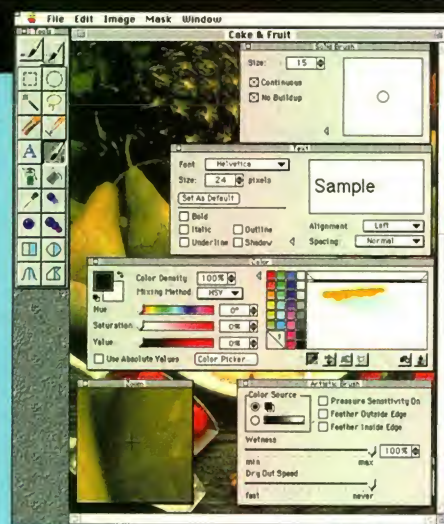 File Edit Image Mask Window
Tools
Cake & Fruit
Solid Brush
Size: 15
Continuous
No Buildup
Text
Font Helvetica
Size: 24 pixels
Set As Default
Bold
Italic Outline
Underline Shadow
Sample
Alignment Left
Spacing: Normal
A
Color
Color Density 100%
Mixing Method: HSV
Hue 0°
Saturation 0%
Value 0%
Use Absolute Values Color Picker...
Zoom
Artistic Brush
Color Source
Pressure Sensitivity On
Feather Outside Edge
Feather Inside Edge
Wetness
100%
min max
Dry Out Speed
fast never